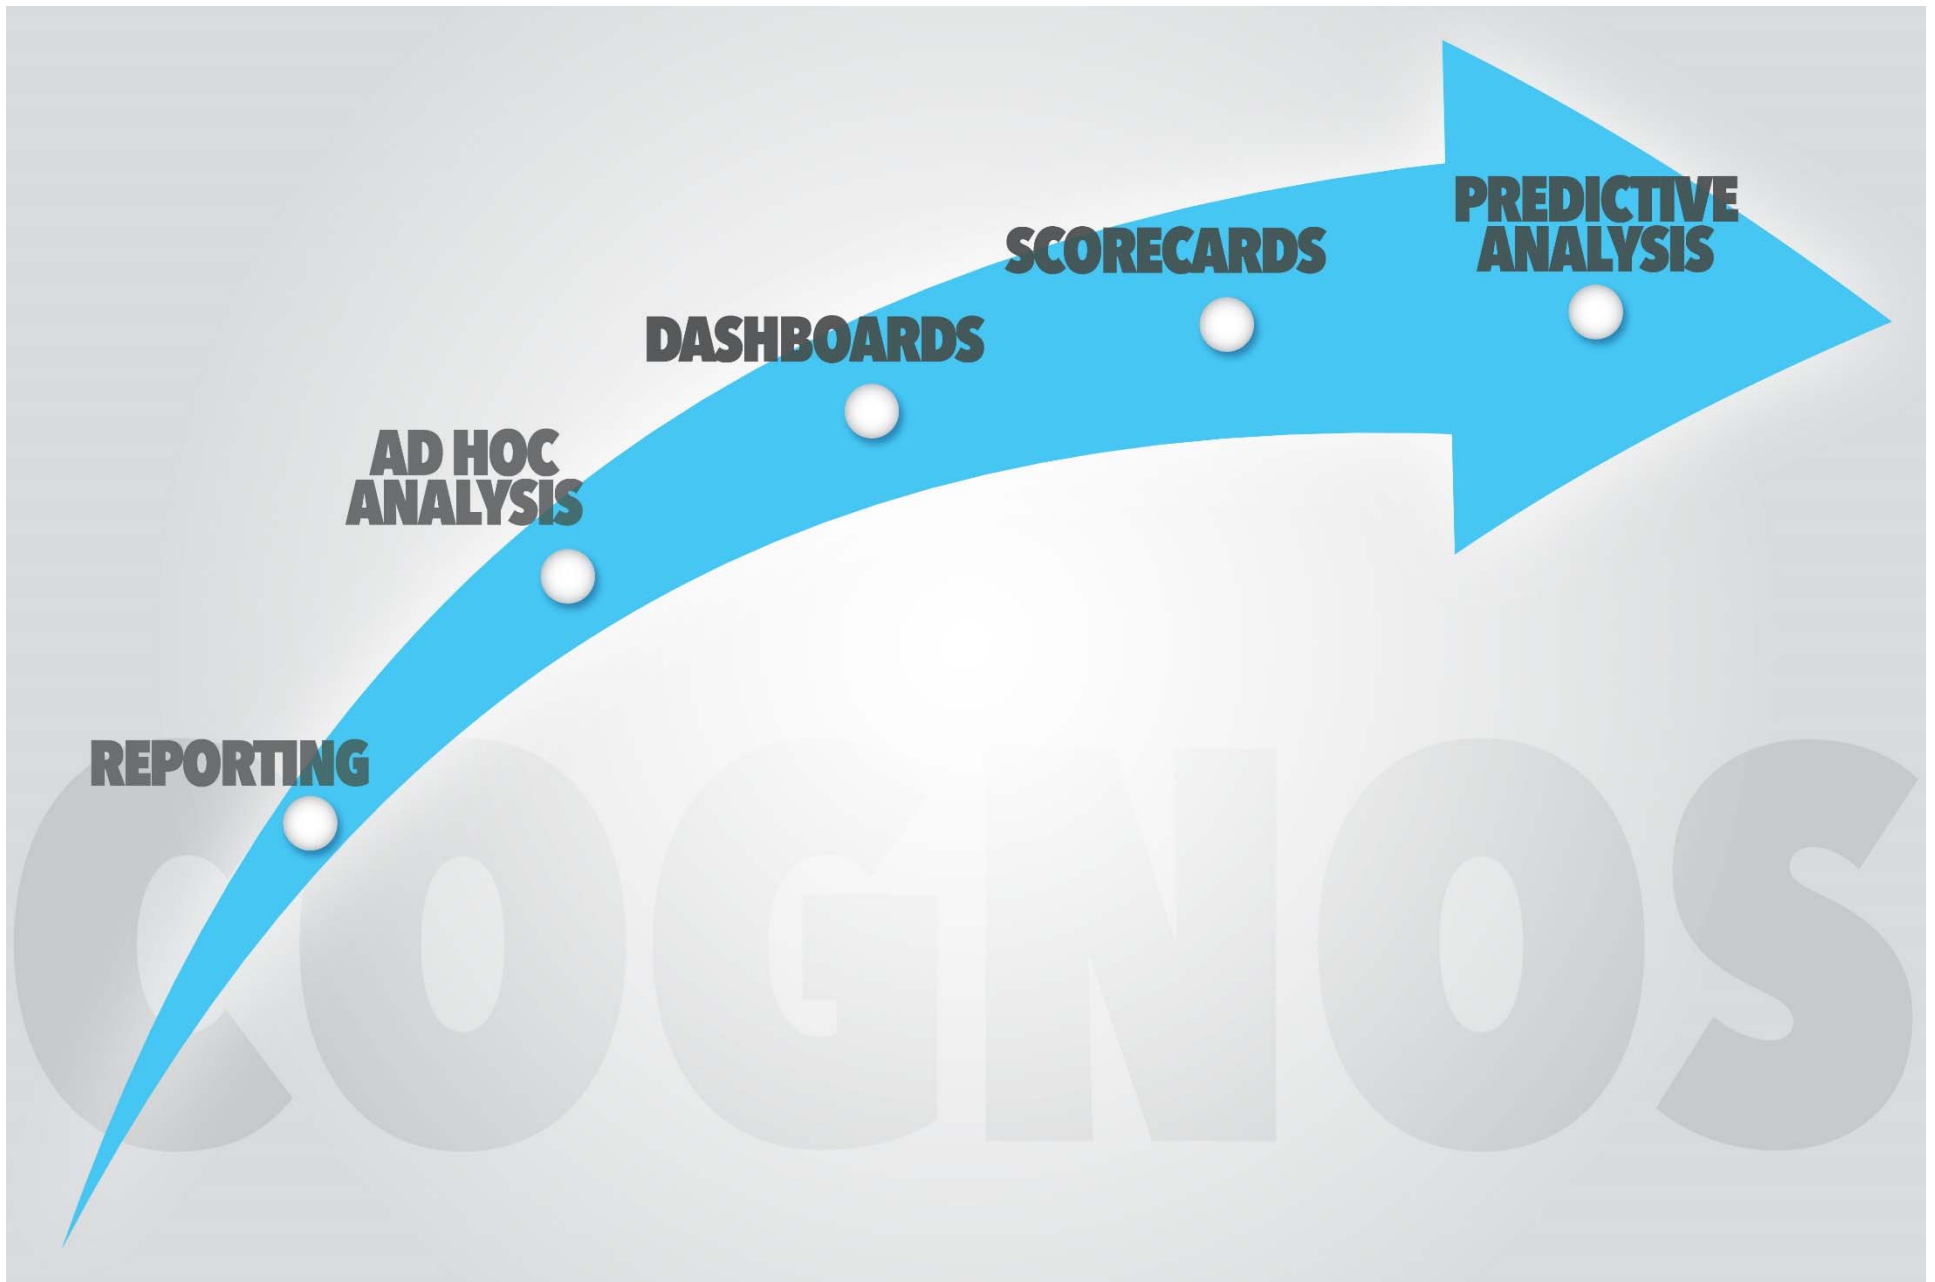 REPORTING
AD HOC
ANALYSIS
DASHBOARDS
SCORECARDS
PREDICTIVE
ANALYSIS
COGNOS